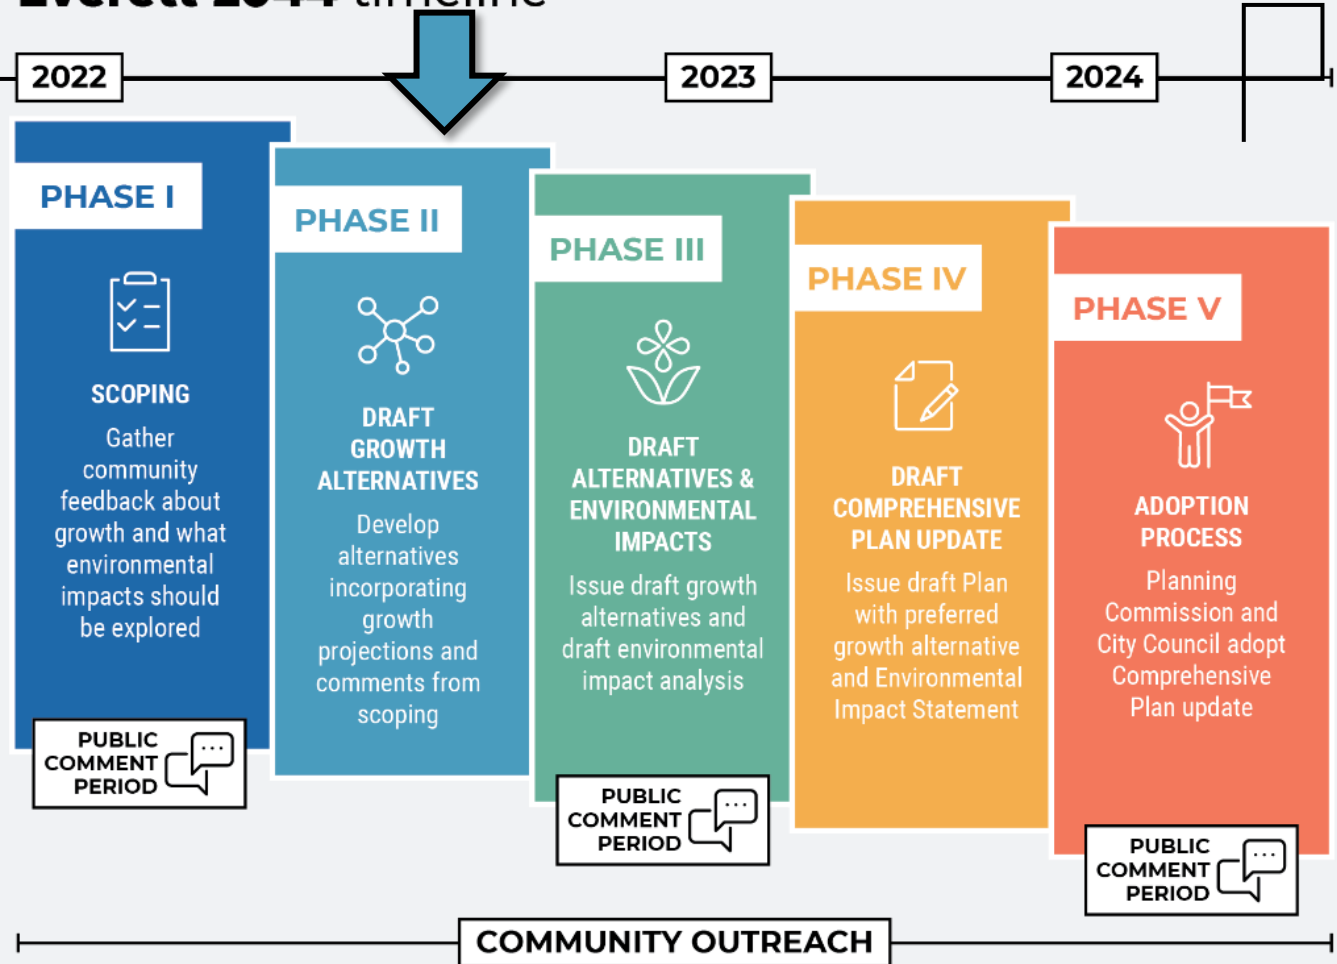 Everett 2044 timeline
2022
2023
2024
PHASE I
SCOPING
Gather
community
feedback about
growth and what
environmental
impacts should
be explored
PUBLIC
COMMENT
PERIOD
PHASE II
DRAFT
GROWTH
ALTERNATIVES
Develop
alternatives
incorporating
growth
projections and
comments from
scoping
PHASE III
DRAFT
ALTERNATIVES &
ENVIRONMENTAL
IMPACTS
Issue draft growth
alternatives and
draft environmental
impact analysis
PUBLIC
COMMENT
PERIOD
PHASE IV
DRAFT
COMPREHENSIVE
PLAN UPDATE
Issue draft Plan
with preferred
growth alternative
and Environmental
Impact Statement
PHASE V
ADOPTION
PROCESS
Planning
Commission and
City Council adopt
Comprehensive
Plan update
PUBLIC
COMMENT
PERIOD
COMMUNITY OUTREACH